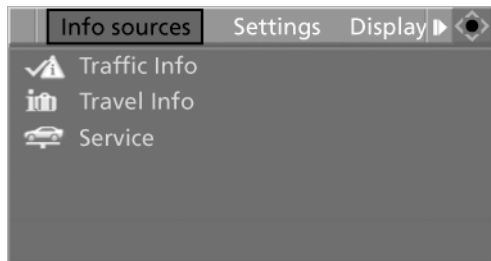 Info sources Settings Display
Traffic Info
Travel Info
Service